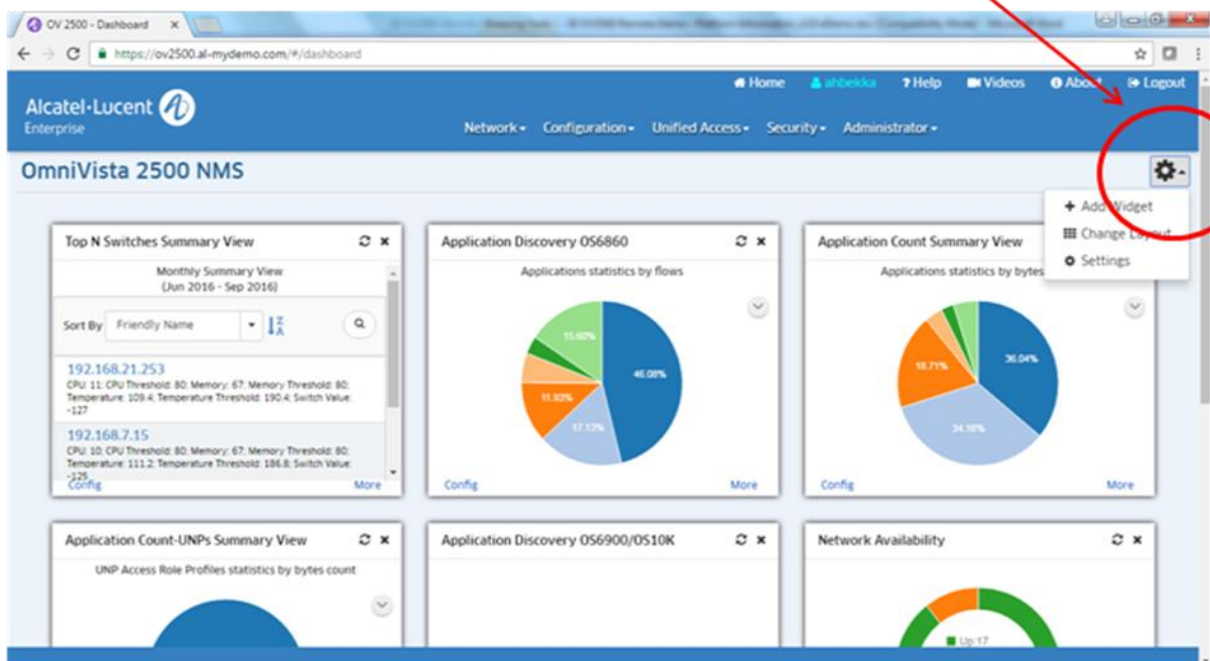 OV 2500 - Dashboard
https://ov2500.al-mydemo.com/#/dashboard
Home ahbekka ? Help Videos About Logout
Alcatel·Lucent
Enterprise
Network Configuration Unified Access Security Administrator
OmniVista 2500 NMS
+ Add Widget
Change Layout
Settings
Top N Switches Summary View
Monthly Summary View
(Jun 2016 - Sep 2016)
Sort By Friendly Name
192.168.21.253
CPU: 11; CPU Threshold: 80; Memory: 67; Memory Threshold: 80;
Temperature: 109.4; Temperature Threshold: 190.4; Switch Value:
-127
192.168.7.15
CPU: 10; CPU Threshold: 80; Memory: 67; Memory Threshold: 80;
Temperature: 111.2; Temperature Threshold: 186.8; Switch Value:
-125
Config More
Application Discovery OS6860
Applications statistics by flows
15.60%
46.08%
11.93%
17.13%
Config More
Application Count Summary View
Applications statistics by bytes
18.71%
36.04%
34.16%
Config More
Application Count-UNPs Summary View
UNP Access Role Profiles statistics by bytes count
Application Discovery OS6900/OS10K
Network Availability
Up:17